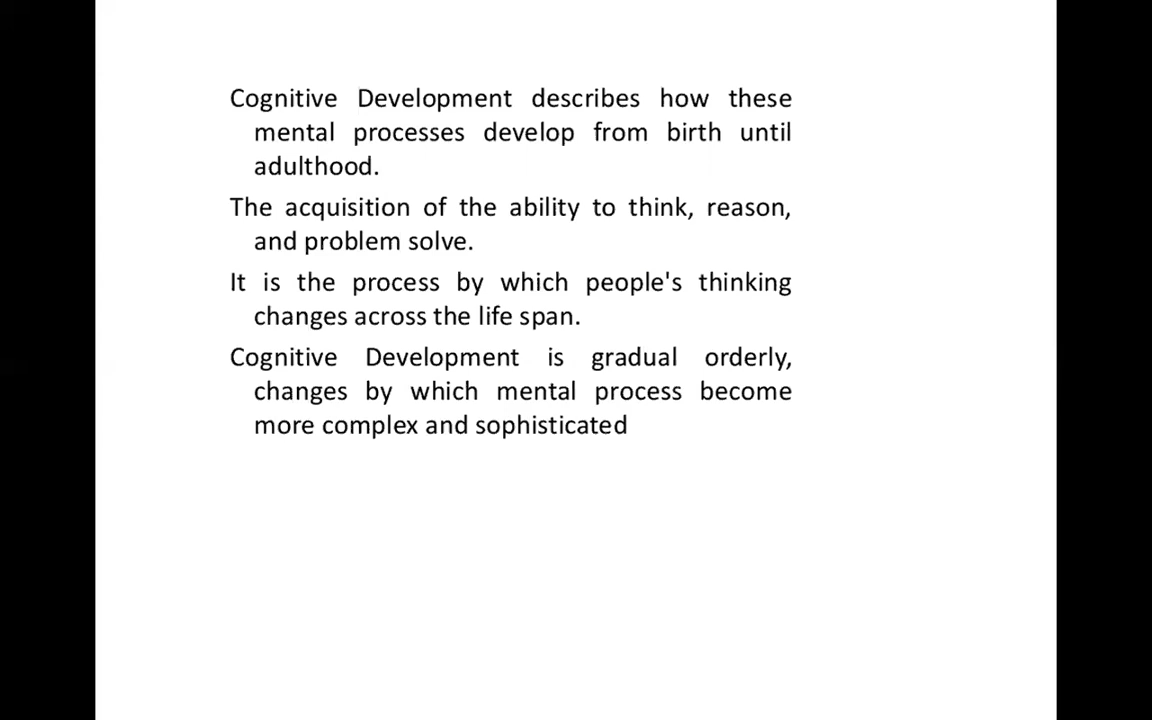 Cognitive Development describes how these
mental processes develop from birth until
adulthood.
The acquisition of the ability to think, reason,
and problem solve.
It is the process by which people's thinking
changes across the life span.
Cognitive Development is gradual orderly,
changes by which mental process become
more complex and sophisticated